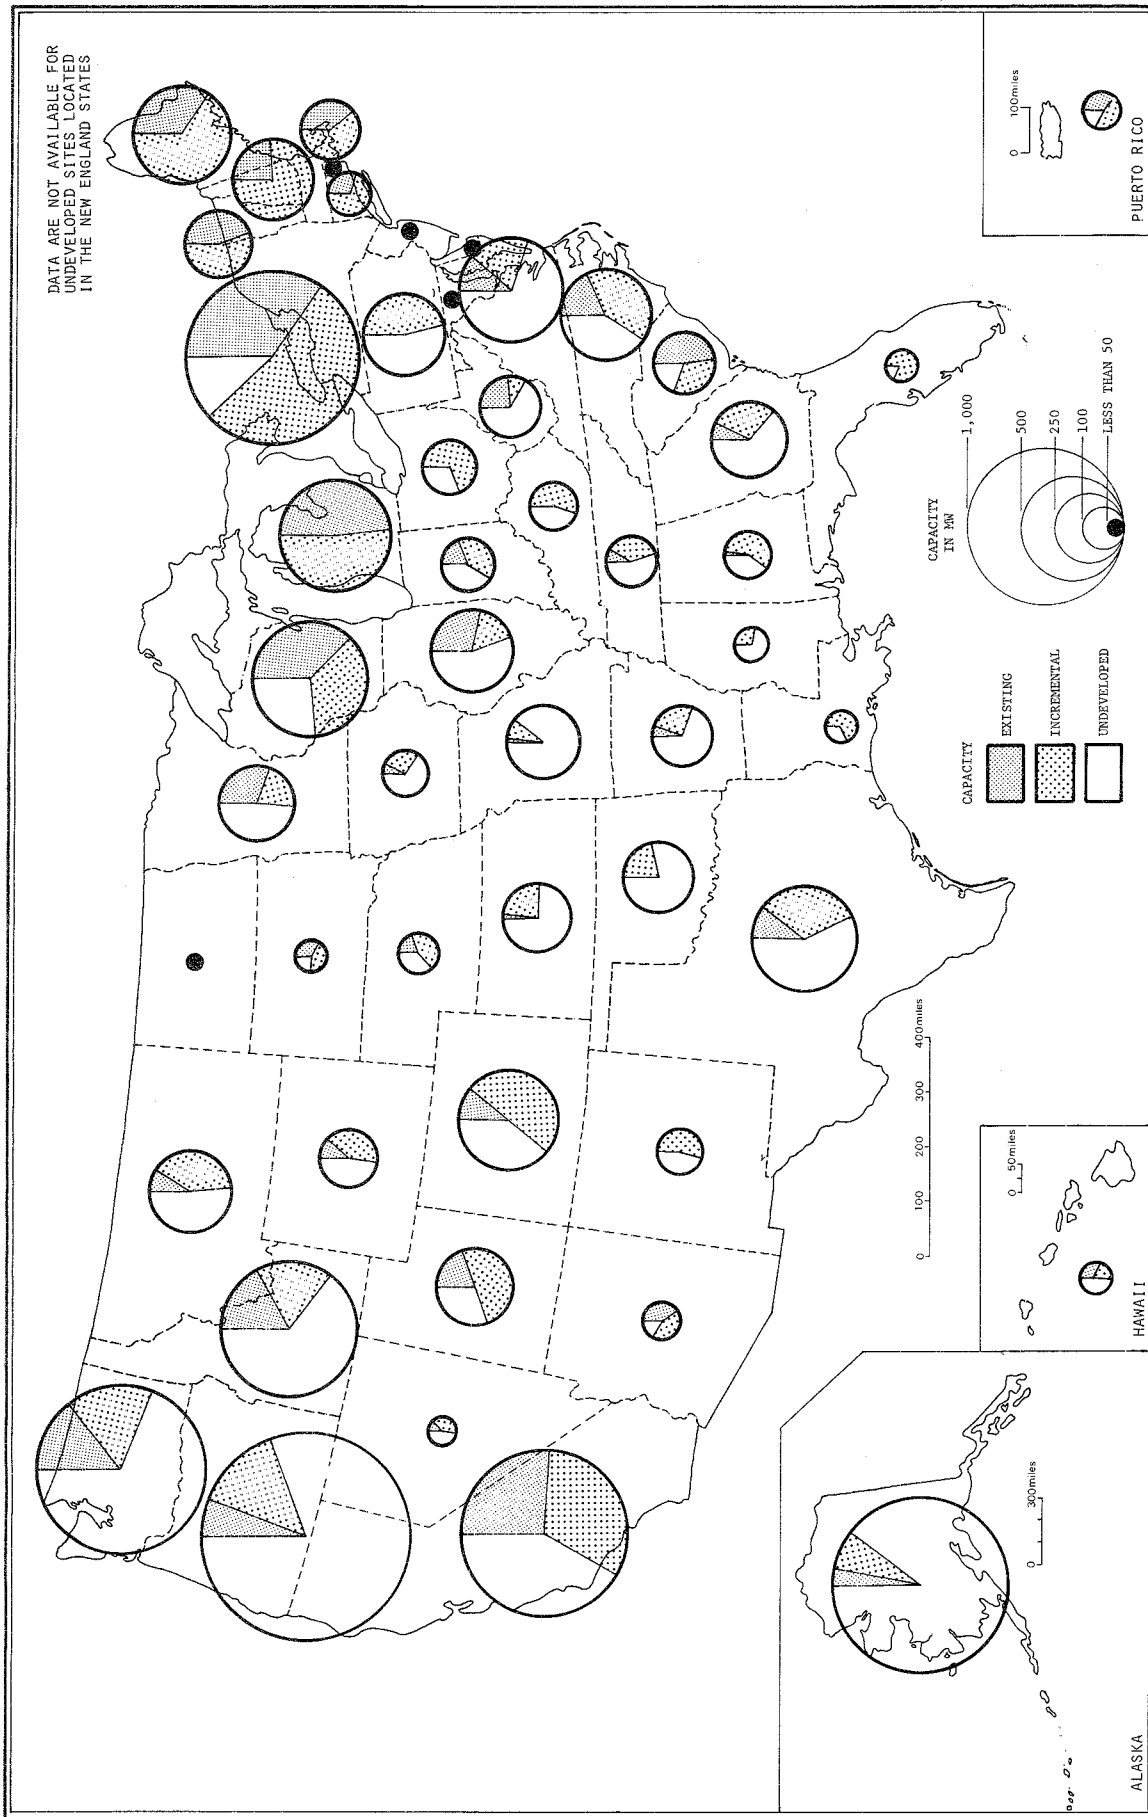 DATA ARE NOT AVAILABLE FOR
UNDEVELOPED SITES LOCATED
IN THE NEW ENGLAND STATES
0 100miles
PUERTO RICO
CAPACITY
IN MW
1,000
500
250
100
LESS THAN 50
CAPACITY
EXISTING
INCREMENTAL
UNDEVELOPED
0 100 200 300 400miles
0 50miles
HAWAII
0 300miles
ALASKA